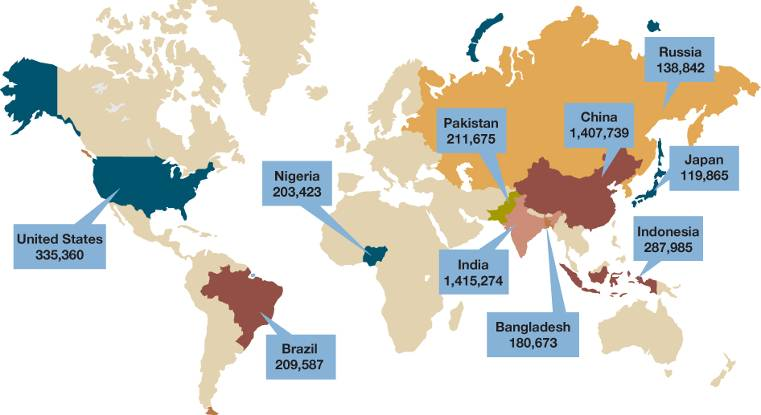 Russia
138,842
Pakistan
211,675
China
1,407,739
Japan
119,865
Nigeria
203,423
United States
335,360
Indonesia
287,985
India
1,415,274
Bangladesh
180,673
Brazil
209,587